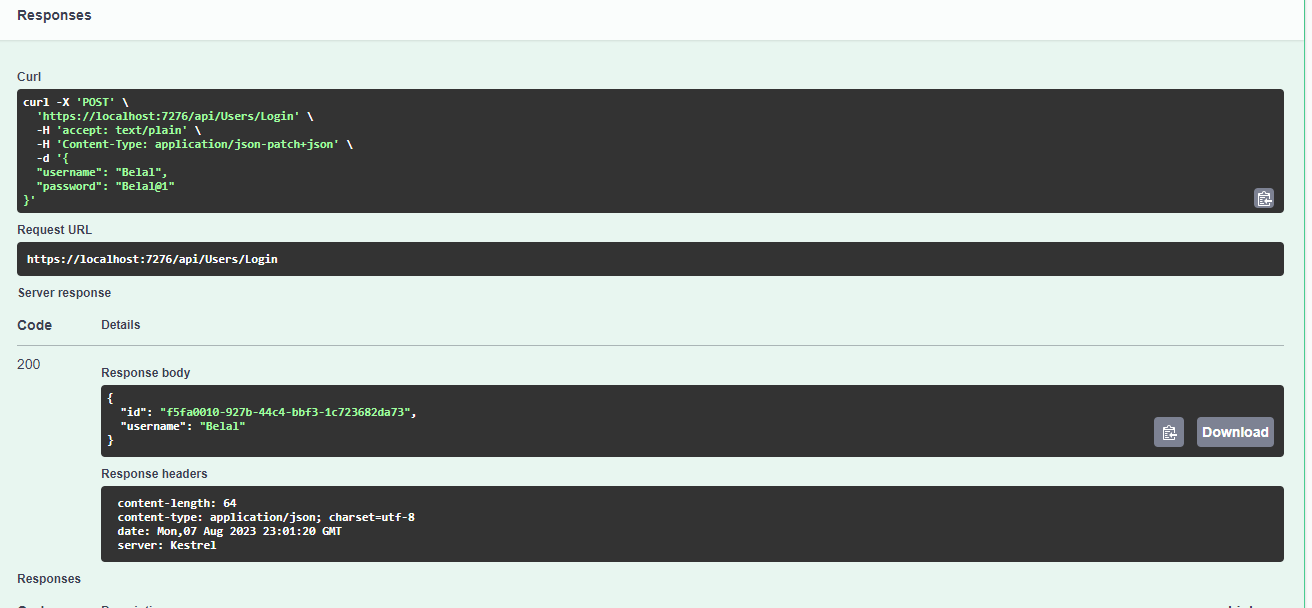 Responses
Curl
curl -X 'POST' \
'https://localhost:7276/api/Users/Login' \
-H 'accept: text/plain' \
-H 'Content-Type: application/json-patch+json' \
-d '{
"username": "Belal",
"password": "Belal@1"
}'
Request URL
https://localhost:7276/api/Users/Login
Server response
Code Details
200
Response body
{
"id": "f5fa0010-927b-44c4-bbf3-1c723682da73",
"username": "Belal"
}
Download
Response headers
content-length: 64
content-type: application/json; charset=utf-8
date: Mon,07 Aug 2023 23:01:20 GMT
server: Kestrel
Responses